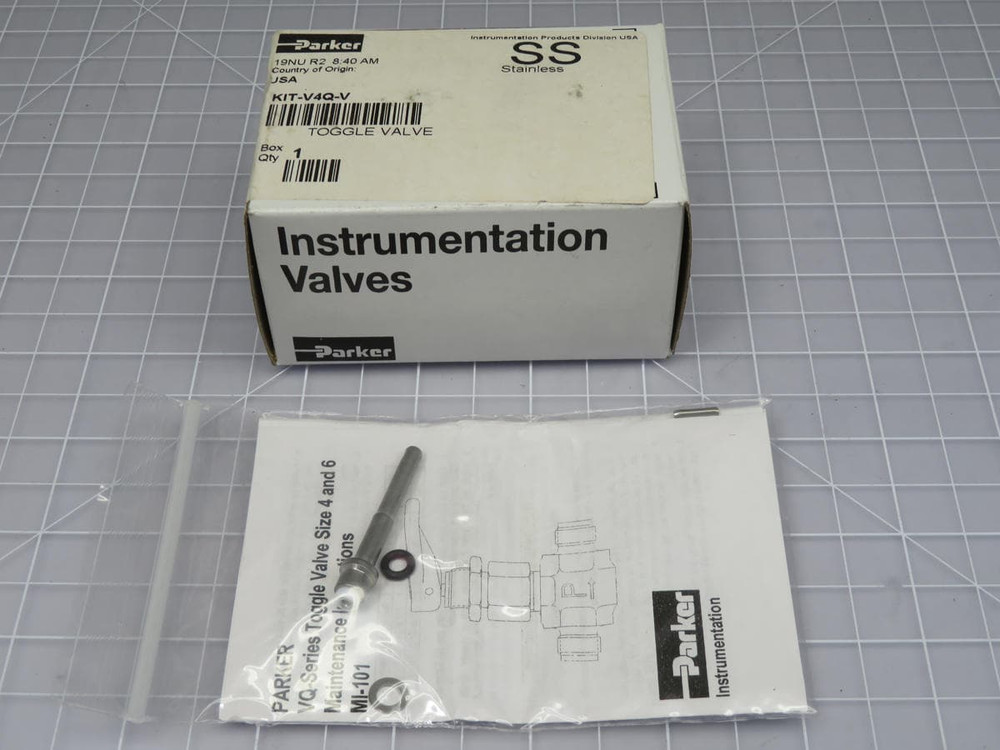 Parker
Instrumentation Products Division USA
19NU R2 8:40 AM
Country of Origin:
USA
SS
Stainless
KIT-V4Q-V
TOGGLE VALVE
Box
Qty
1
Instrumentation
Valves
Parker
PARKER
VQ-Series Toggle Valve Size 4 and 6
Maintenance
MI-101
Parker
Instrumentation